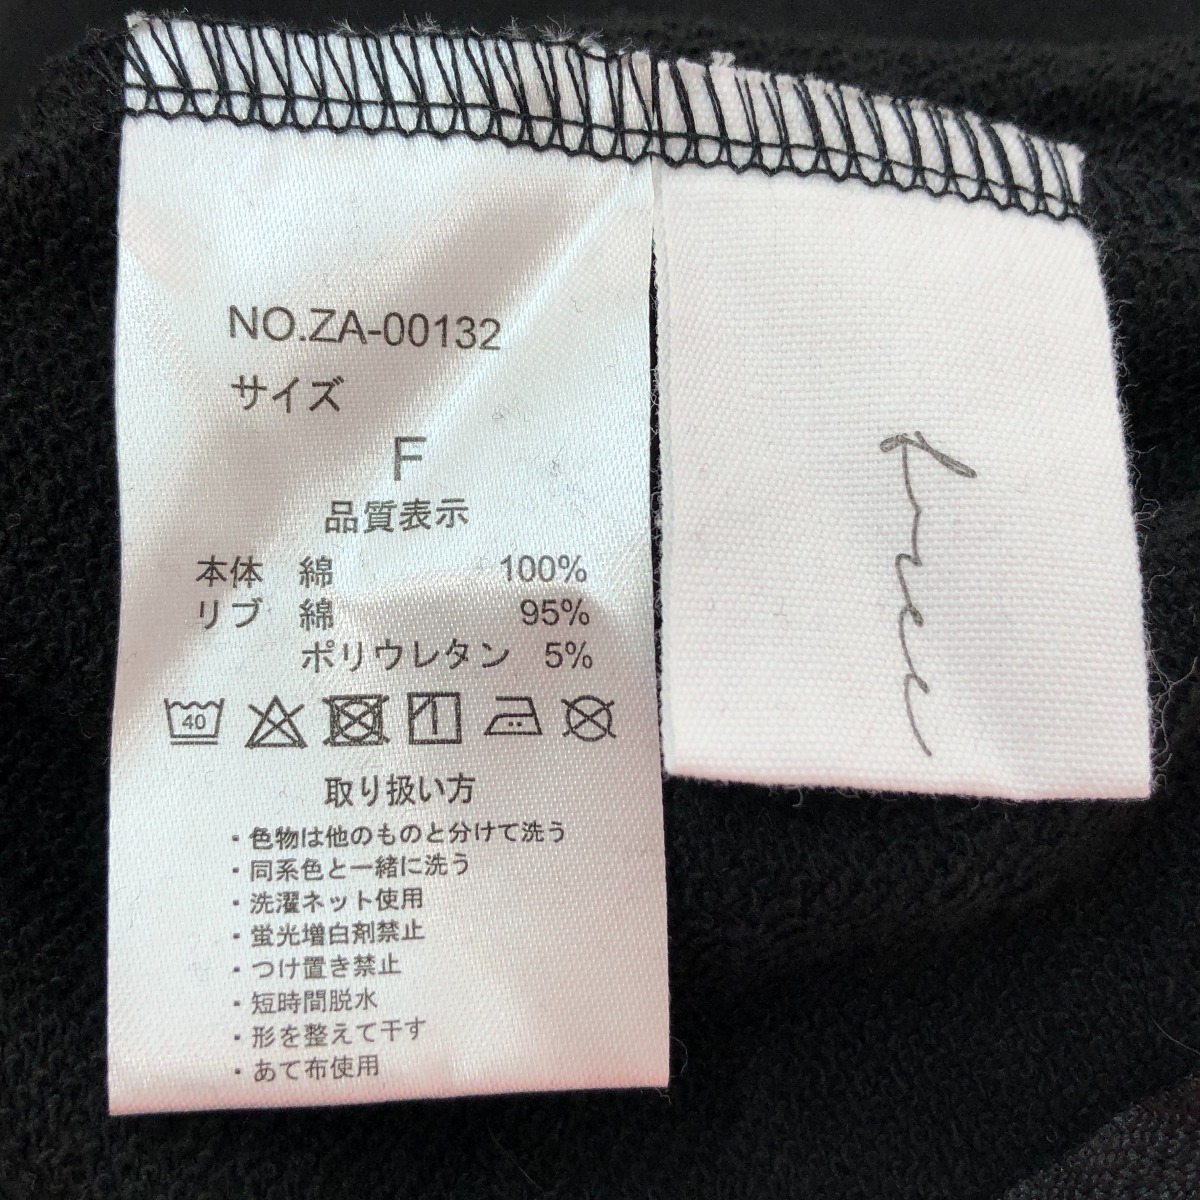 NO.ZA-00132
サイズ
F
品質表示
本体 綿 100%
リブ 綿 95%
ポリウレタン 5%
40
取り扱い方
・色物は他のものと分けて洗う
・同系色と一緒に洗う
・洗濯ネット使用
・蛍光増白剤禁止
・つけ置き禁止
・短時間脱水
・形を整えて干す
・あて布使用